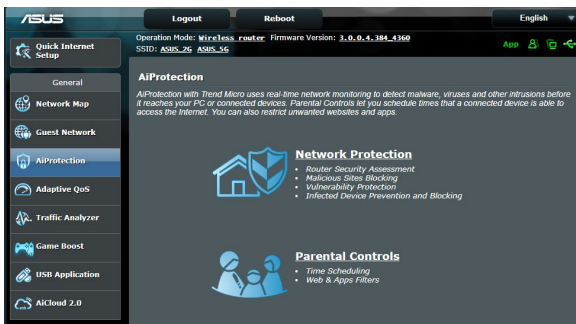 ASUS
Logout
Reboot
English
Quick Internet
Setup
Operation Mode: Wireless router Firmware Version: 3.0.0.4.384_4360
SSID: ASUS_2G ASUS_5G
App
General
Network Map
Guest Network
AiProtection
Adaptive QoS
Traffic Analyzer
Game Boost
USB Application
AiCloud 2.0
AiProtection
AiProtection with Trend Micro uses real-time network monitoring to detect malware, viruses and other intrusions before
it reaches your PC or connected devices. Parental Controls let you schedule times that a connected device is able to
access the Internet. You can also restrict unwanted websites and apps.
Network Protection
• Router Security Assessment
• Malicious Sites Blocking
• Vulnerability Protection
• Infected Device Prevention and Blocking
Parental Controls
• Time Scheduling
• Web & Apps Filters